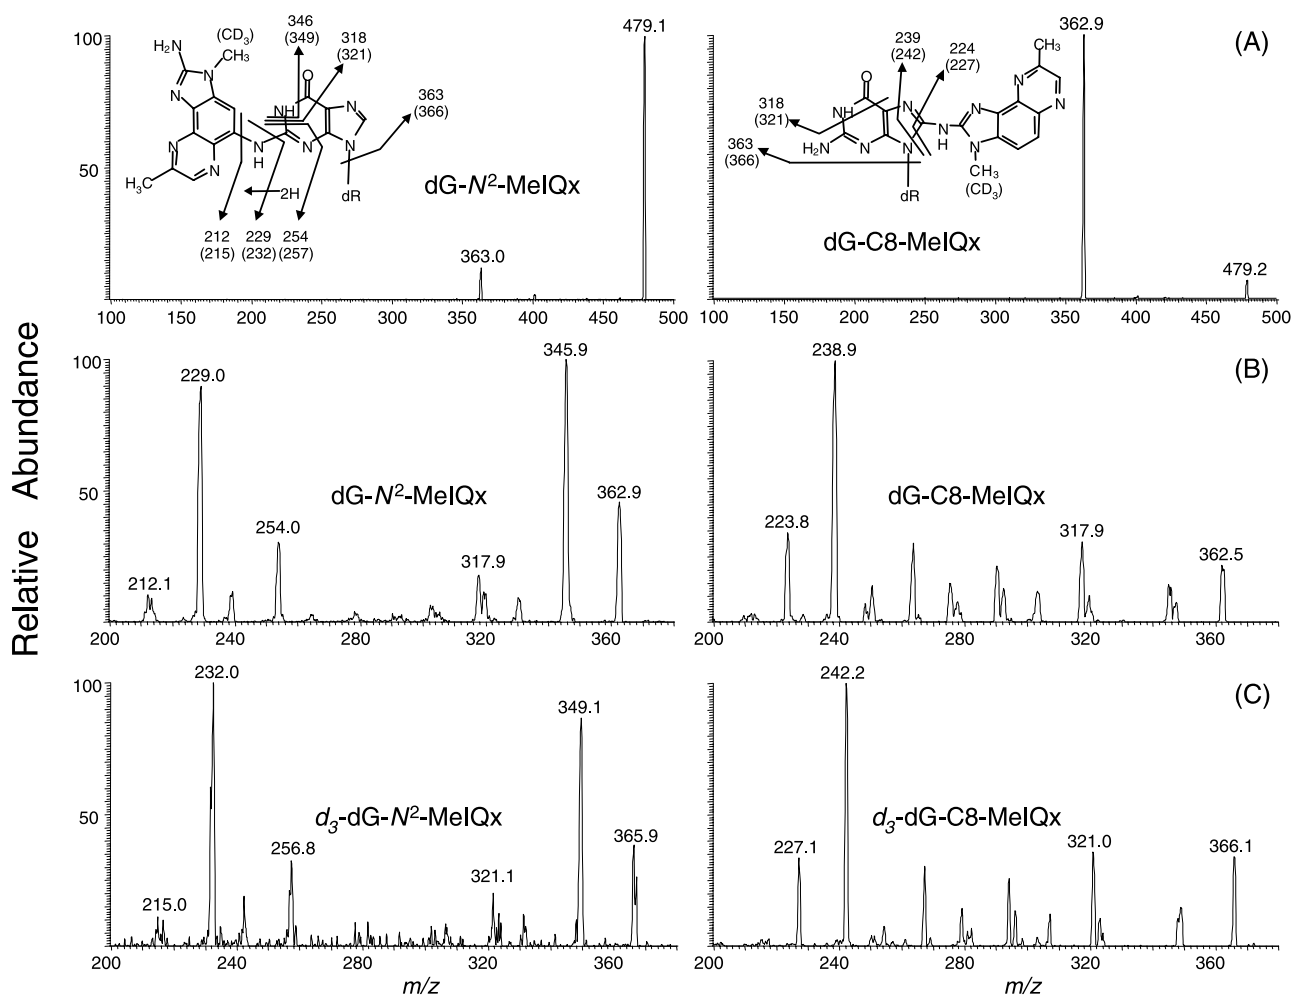 Relative Abundance
(A)
100
50
346
(349)
318
(321)
363
(366)
(CD3)
H2N
CH3
N
N
O
NH
N
N
N
N
N
N
H
H3C
dR
2H
212
(215)
229
(232)
254
(257)
dG-N2-MeIQx
363.0
479.1
100 150 200 250 300 350 400 450 500
362.9
239
(242)
224
(227)
318
(321)
363
(366)
O
NH
H2N
N
N
N
dR
N
H
N
N
N
N
CH3
CH3
(CD3)
dG-C8-MeIQx
479.2
100 150 200 250 300 350 400 450 500
(B)
100
50
229.0
345.9
dG-N2-MeIQx
362.9
254.0
317.9
212.1
200 240 280 320 360
238.9
dG-C8-MeIQx
223.8
317.9
362.5
200 240 280 320 360
(C)
100
50
232.0
349.1
d3-dG-N2-MeIQx
365.9
256.8
321.1
215.0
200 240 280 320 360
m/z
242.2
d3-dG-C8-MeIQx
227.1
321.0
366.1
200 240 280 320 360
m/z